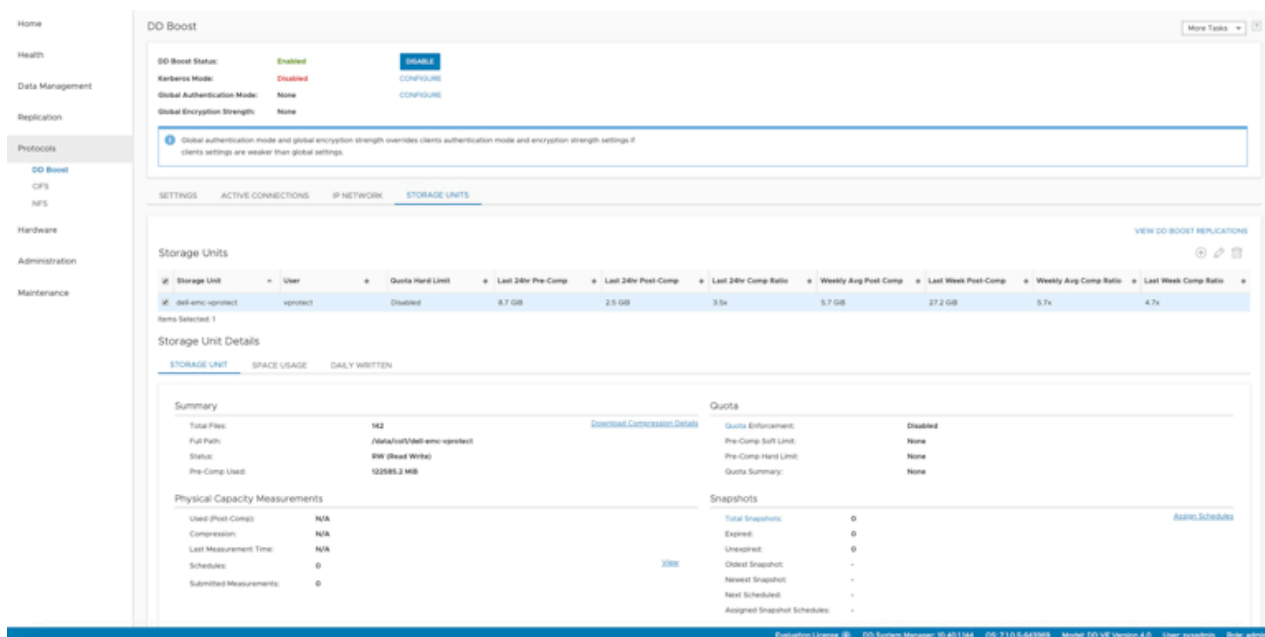 Home
Health
Data Management
Replication
Protocols
DD Boost
CIFS
NFS
Hardware
Administration
Maintenance
DD Boost
More Tasks
DD Boost Status: Enabled DISABLE
Kerberos Mode: Disabled CONFIGURE
Global Authentication Mode: None CONFIGURE
Global Encryption Strength: None
Global authentication mode and global encryption strength overrides clients authentication mode and encryption strength settings if
clients settings are weaker than global settings.
SETTINGS ACTIVE CONNECTIONS IP NETWORK STORAGE UNITS
VIEW DD BOOST REPLICATIONS
Storage Units
Storage Unit User Quota Hard Limit Last 24hr Pre-Comp Last 24hr Post-Comp Last 24hr Comp Ratio Weekly Avg Post Comp Last Week Post-Comp Weekly Avg Comp Ratio Last Week Comp Ratio
dell-emc-vprotect vprotect Disabled 8.7 GiB 2.5 GiB 3.5x 5.7 GiB 27.2 GiB 5.7x 4.7x
Items Selected: 1
Storage Unit Details
STORAGE UNIT SPACE USAGE DAILY WRITTEN
Summary
Total Files: 142 Download Compression Details
Full Path: /data/col1/dell-emc-vprotect
Status: RW (Read Write)
Pre-Comp Used: 122585.2 MiB
Quota
Quota Enforcement: Disabled
Pre-Comp Soft Limit: None
Pre-Comp Hard Limit: None
Quota Summary: None
Physical Capacity Measurements
Used (Post-Comp): N/A
Compression: N/A
Last Measurement Time: N/A
Schedules: 0 View
Submitted Measurements: 0
Snapshots
Total Snapshots: 0 Assign Schedules
Expired: 0
Unexpired: 0
Oldest Snapshot: -
Newest Snapshot: -
Next Scheduled: -
Assigned Snapshot Schedules: -
Evaluation License DD System Manager: 10.40.1.144 OS: 7.1.0.5-643969 Model: DD VE Version 4.0 User: sysadmin Role: admin